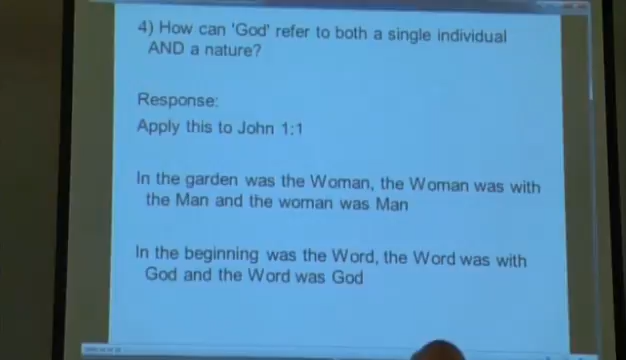 4) How can 'God' refer to both a single individual
AND a nature?
Response:
Apply this to John 1:1
In the garden was the Woman, the Woman was with
the Man and the woman was Man
In the beginning was the Word, the Word was with
God and the Word was God